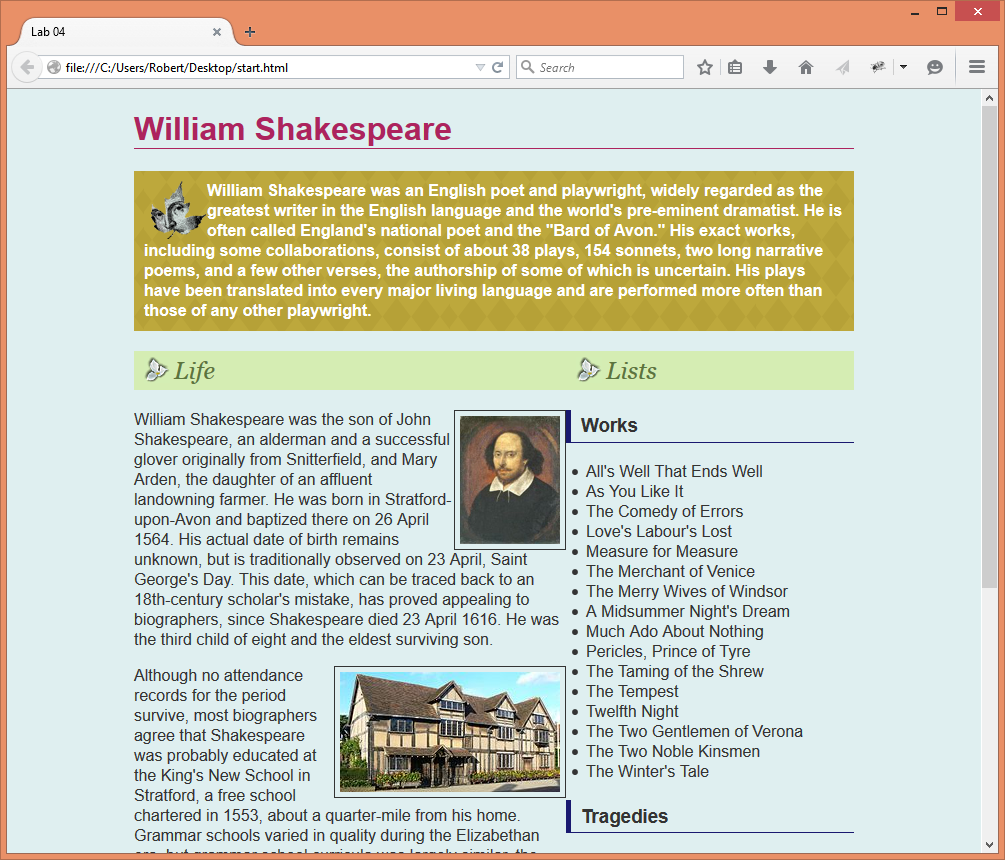 Lab 04
file:///C:/Users/Robert/Desktop/start.html
Search
William Shakespeare
William Shakespeare was an English poet and playwright, widely regarded as the
greatest writer in the English language and the world's pre-eminent dramatist. He is
often called England's national poet and the "Bard of Avon." His exact works,
including some collaborations, consist of about 38 plays, 154 sonnets, two long narrative
poems, and a few other verses, the authorship of some of which is uncertain. His plays
have been translated into every major living language and are performed more often than
those of any other playwright.
Life
William Shakespeare was the son of John
Shakespeare, an alderman and a successful
glover originally from Snitterfield, and Mary
Arden, the daughter of an affluent
landowning farmer. He was born in Stratford-
upon-Avon and baptized there on 26 April
1564. His actual date of birth remains
unknown, but is traditionally observed on 23 April, Saint
George's Day. This date, which can be traced back to an
18th-century scholar's mistake, has proved appealing to
biographers, since Shakespeare died 23 April 1616. He was
the third child of eight and the eldest surviving son.
Although no attendance
records for the period
survive, most biographers
agree that Shakespeare
was probably educated at
the King's New School in
Stratford, a free school
chartered in 1553, about a quarter-mile from his home.
Grammar schools varied in quality during the Elizabethan
Lists
Works
All's Well That Ends Well
As You Like It
The Comedy of Errors
Love's Labour's Lost
Measure for Measure
The Merchant of Venice
The Merry Wives of Windsor
A Midsummer Night's Dream
Much Ado About Nothing
Pericles, Prince of Tyre
The Taming of the Shrew
The Tempest
Twelfth Night
The Two Gentlemen of Verona
The Two Noble Kinsmen
The Winter's Tale
Tragedies